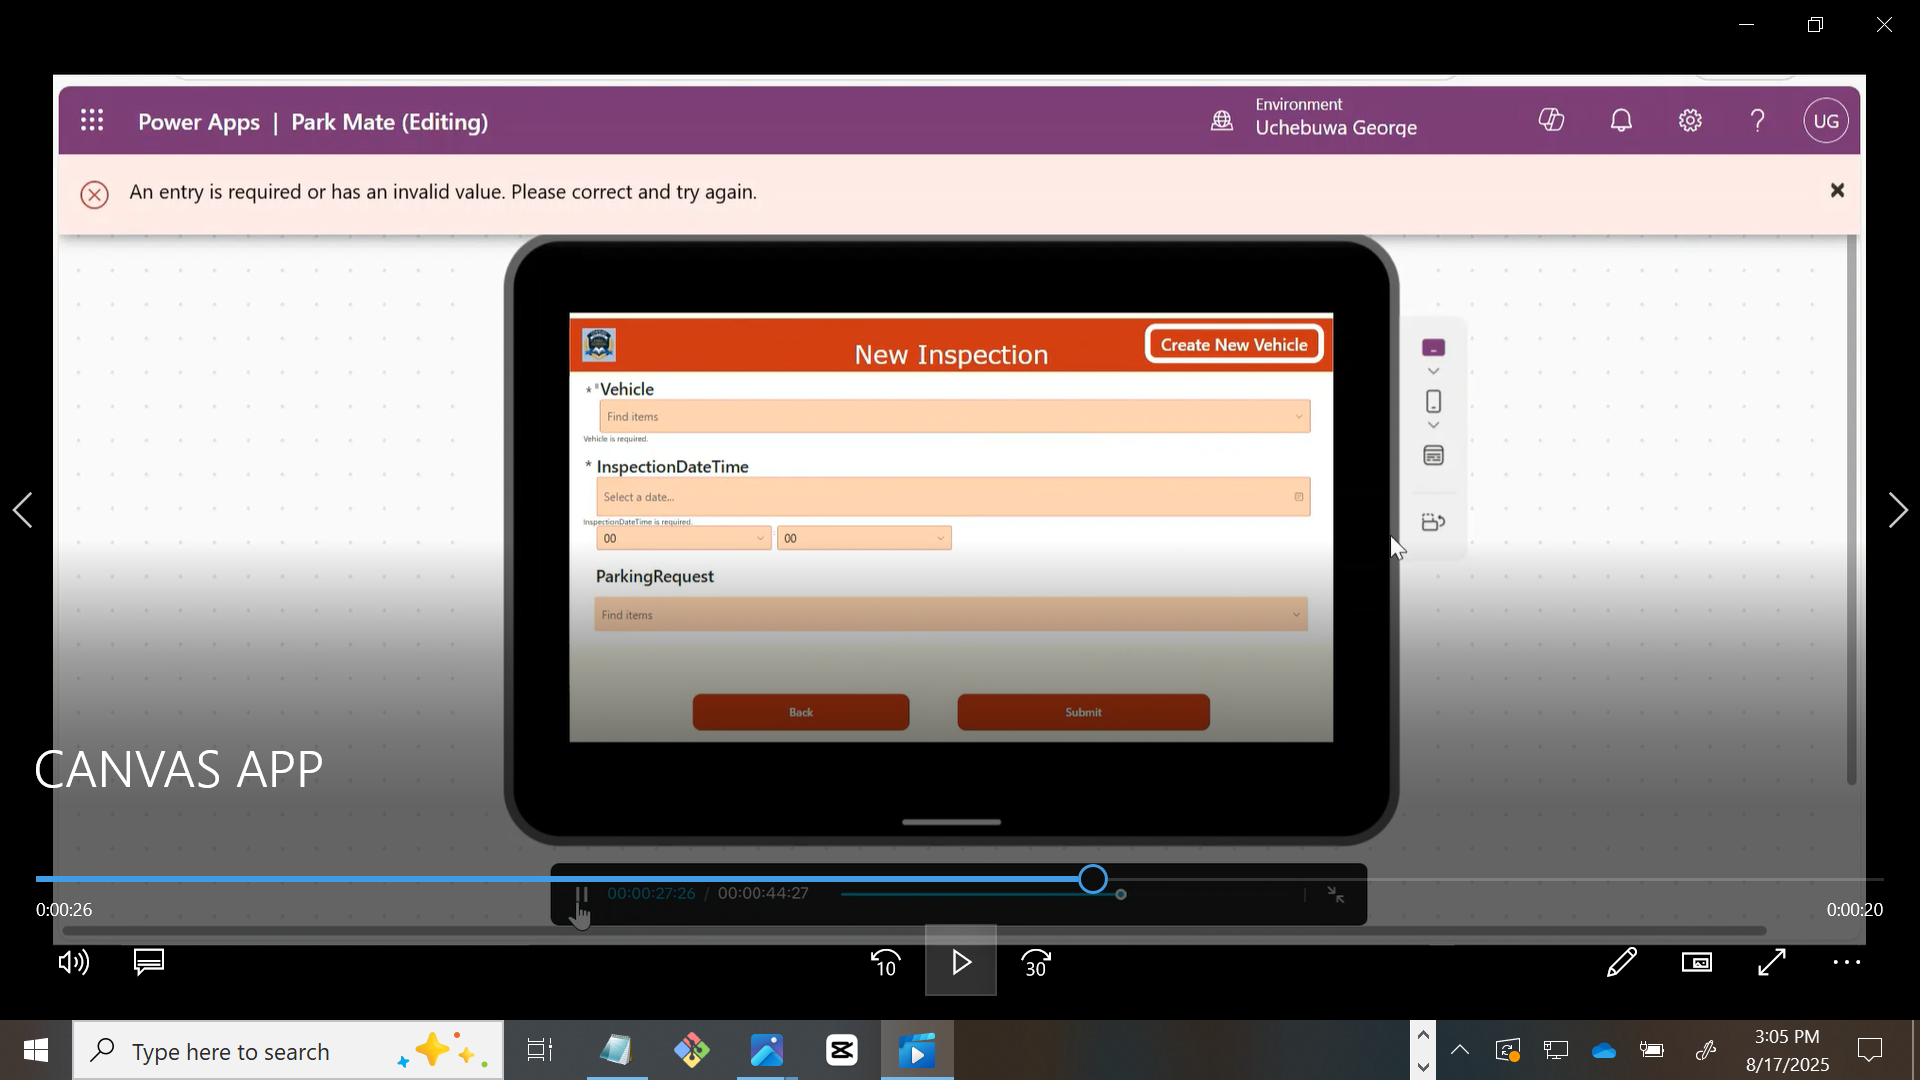 Power Apps | Park Mate (Editing)
Environment
Uchebuwa George
UG
An entry is required or has an invalid value. Please correct and try again.
New Inspection
Create New Vehicle
* Vehicle
Find items
Vehicle is required.
* InspectionDateTime
Select a date...
InspectionDateTime is required.
00 00
ParkingRequest
Find items
Back Submit
CANVAS APP
00:00:27:26 / 00:00:44:27
0:00:26 0:00:20
10 30
Type here to search
3:05 PM
8/17/2025